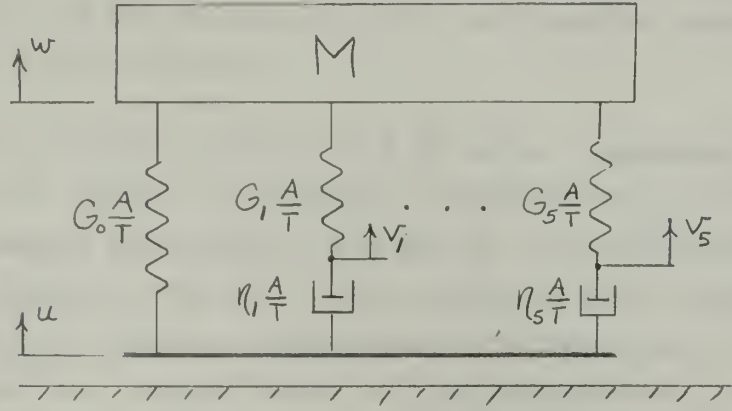 w
M
G₀ A/T
G₁ A/T
. . .
G₅ A/T
V₁
V₅
η₁ A/T
η₅ A/T
u